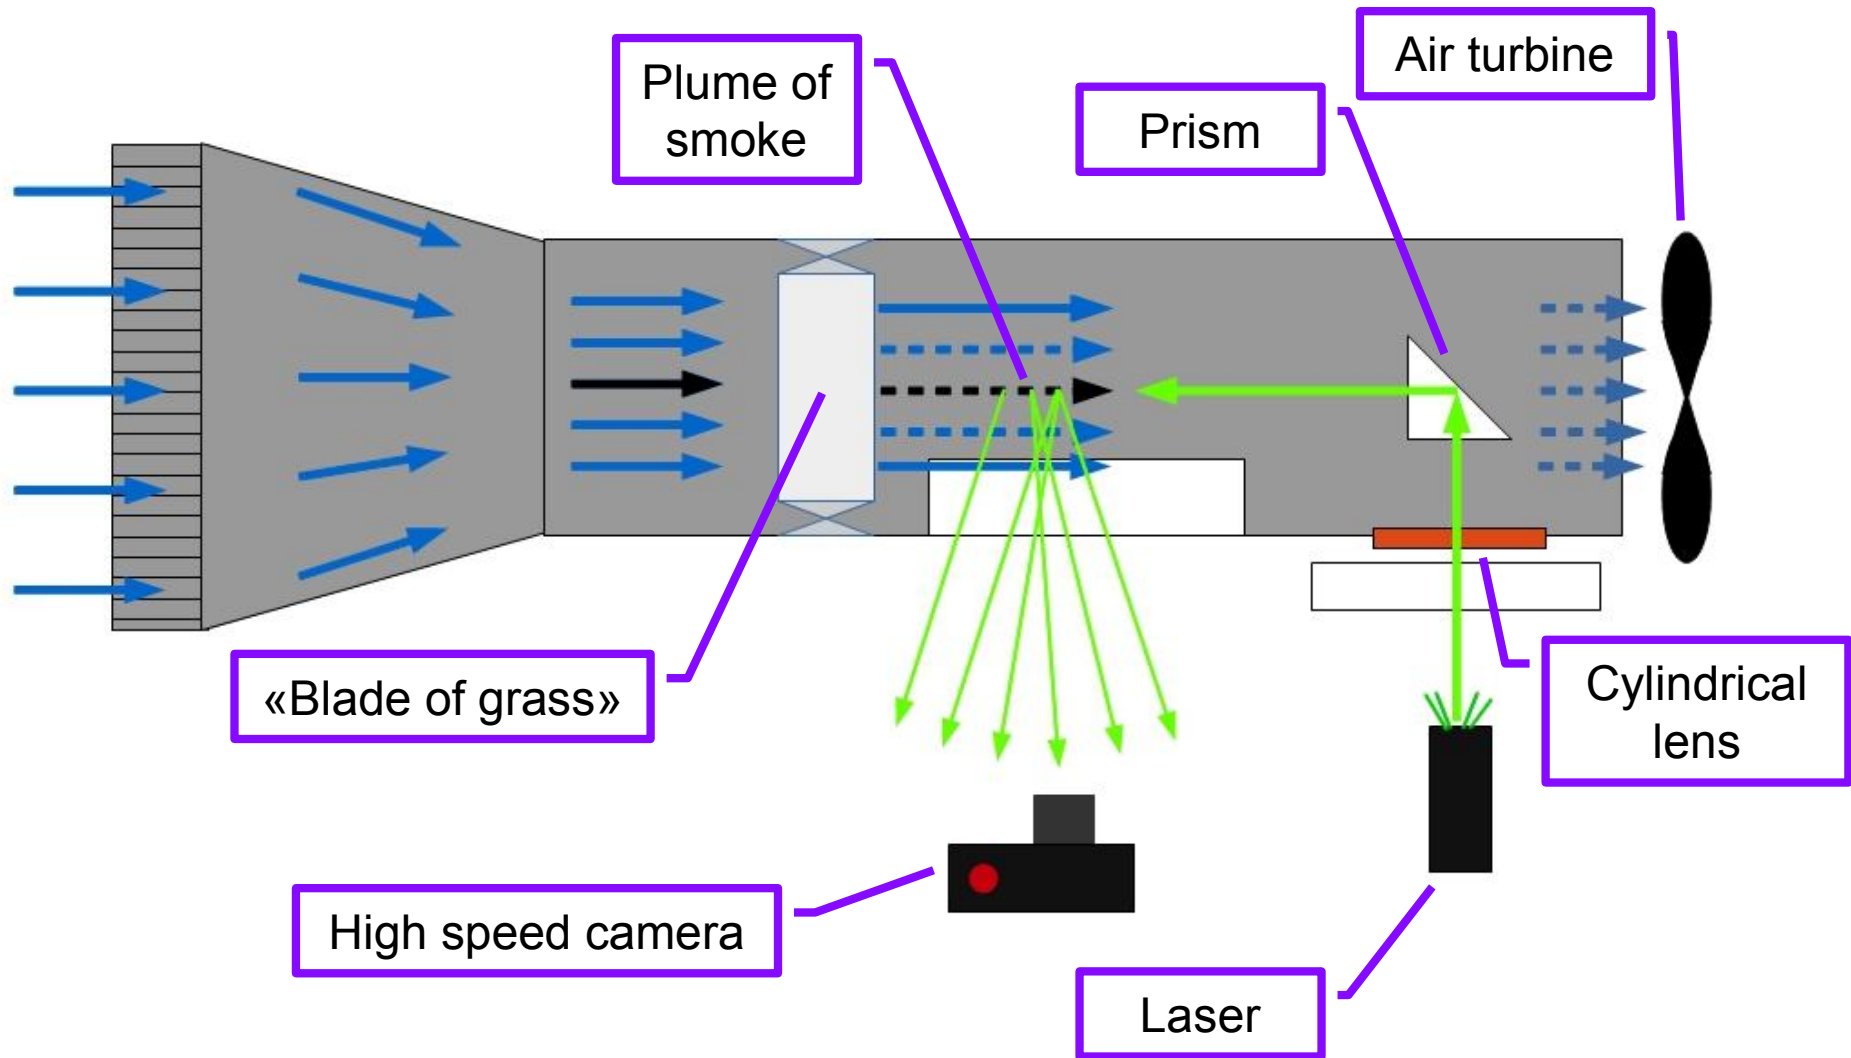 Air turbine
Plume of
smoke
Prism
«Blade of grass»
Cylindrical
lens
High speed camera
Laser